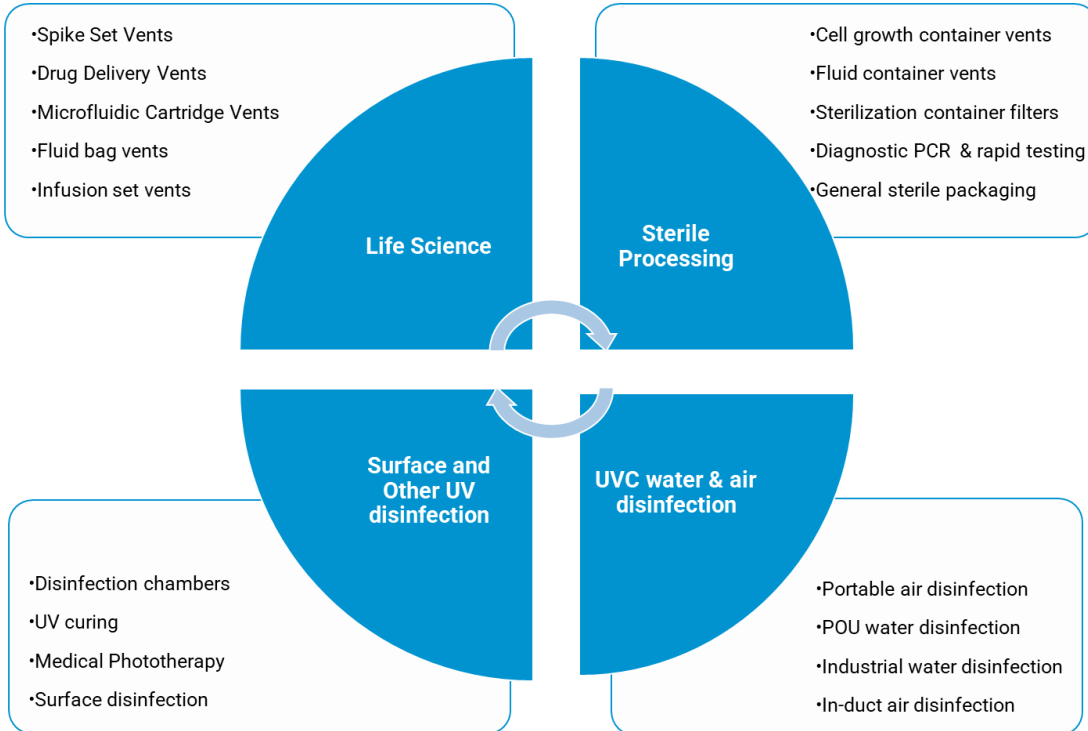 •Spike Set Vents
•Drug Delivery Vents
•Microfluidic Cartridge Vents
•Fluid bag vents
•Infusion set vents
•Cell growth container vents
•Fluid container vents
•Sterilization container filters
•Diagnostic PCR & rapid testing
•General sterile packaging
Life Science
Sterile
Processing
Surface and
Other UV
disinfection
UVC water & air
disinfection
•Disinfection chambers
•UV curing
•Medical Phototherapy
•Surface disinfection
•Portable air disinfection
•POU water disinfection
•Industrial water disinfection
•In-duct air disinfection